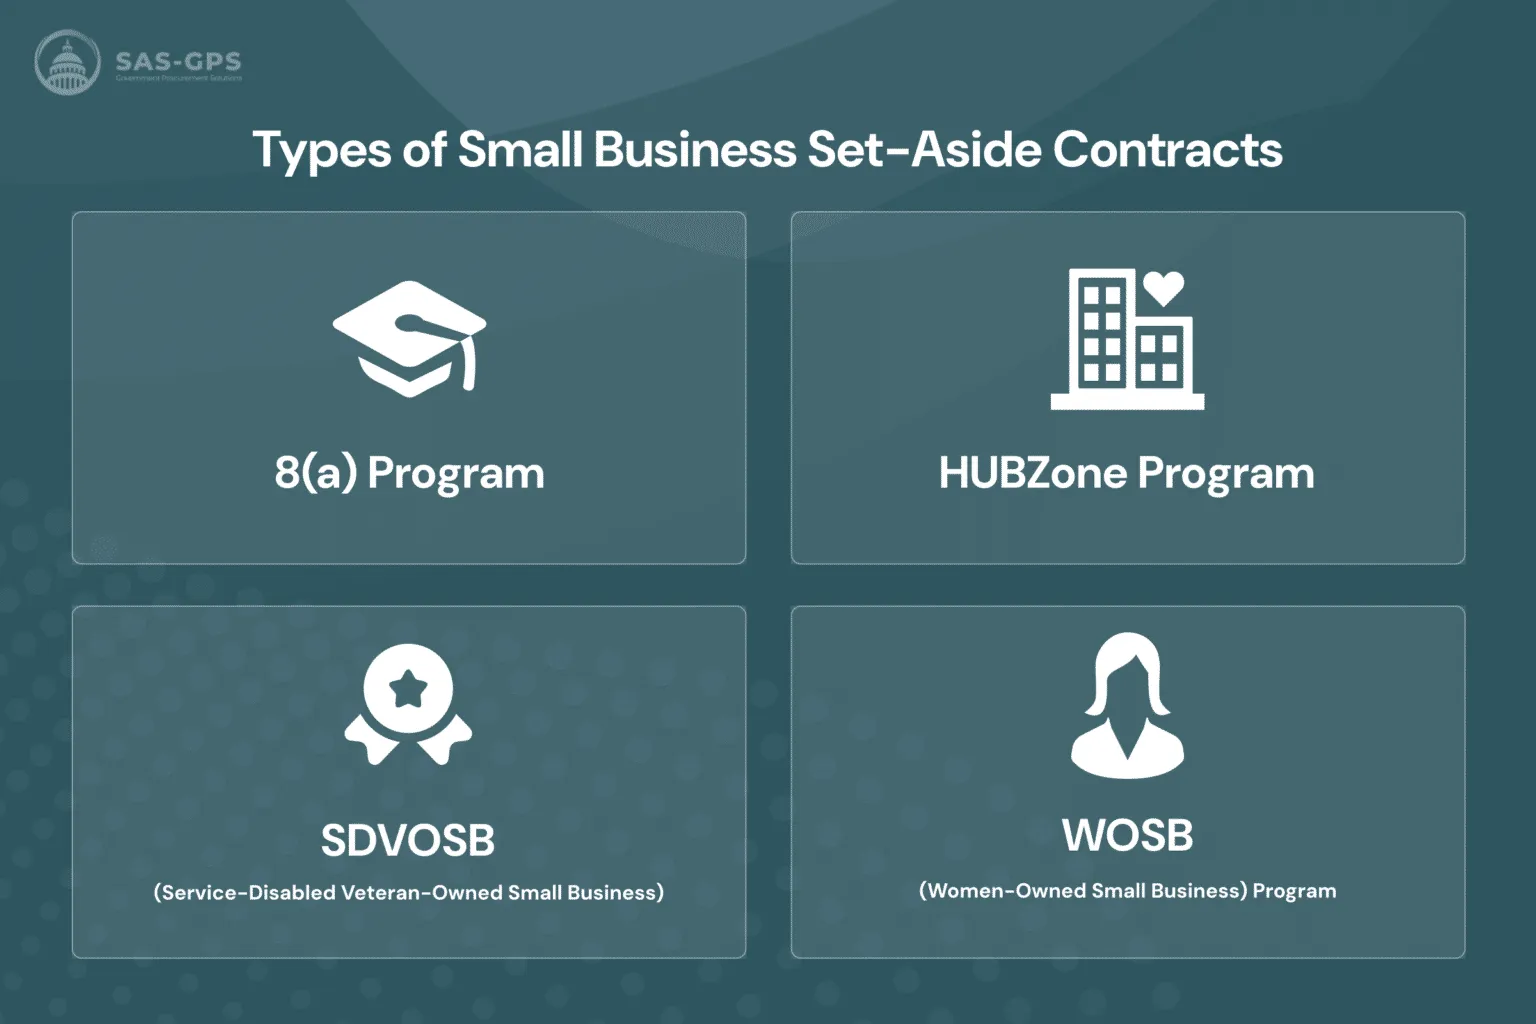 SAS-GPS
Government Procurement Solutions
Types of Small Business Set-Aside Contracts
8(a) Program
HUBZone Program
SDVOSB
(Service-Disabled Veteran-Owned Small Business)
WOSB
(Women-Owned Small Business) Program